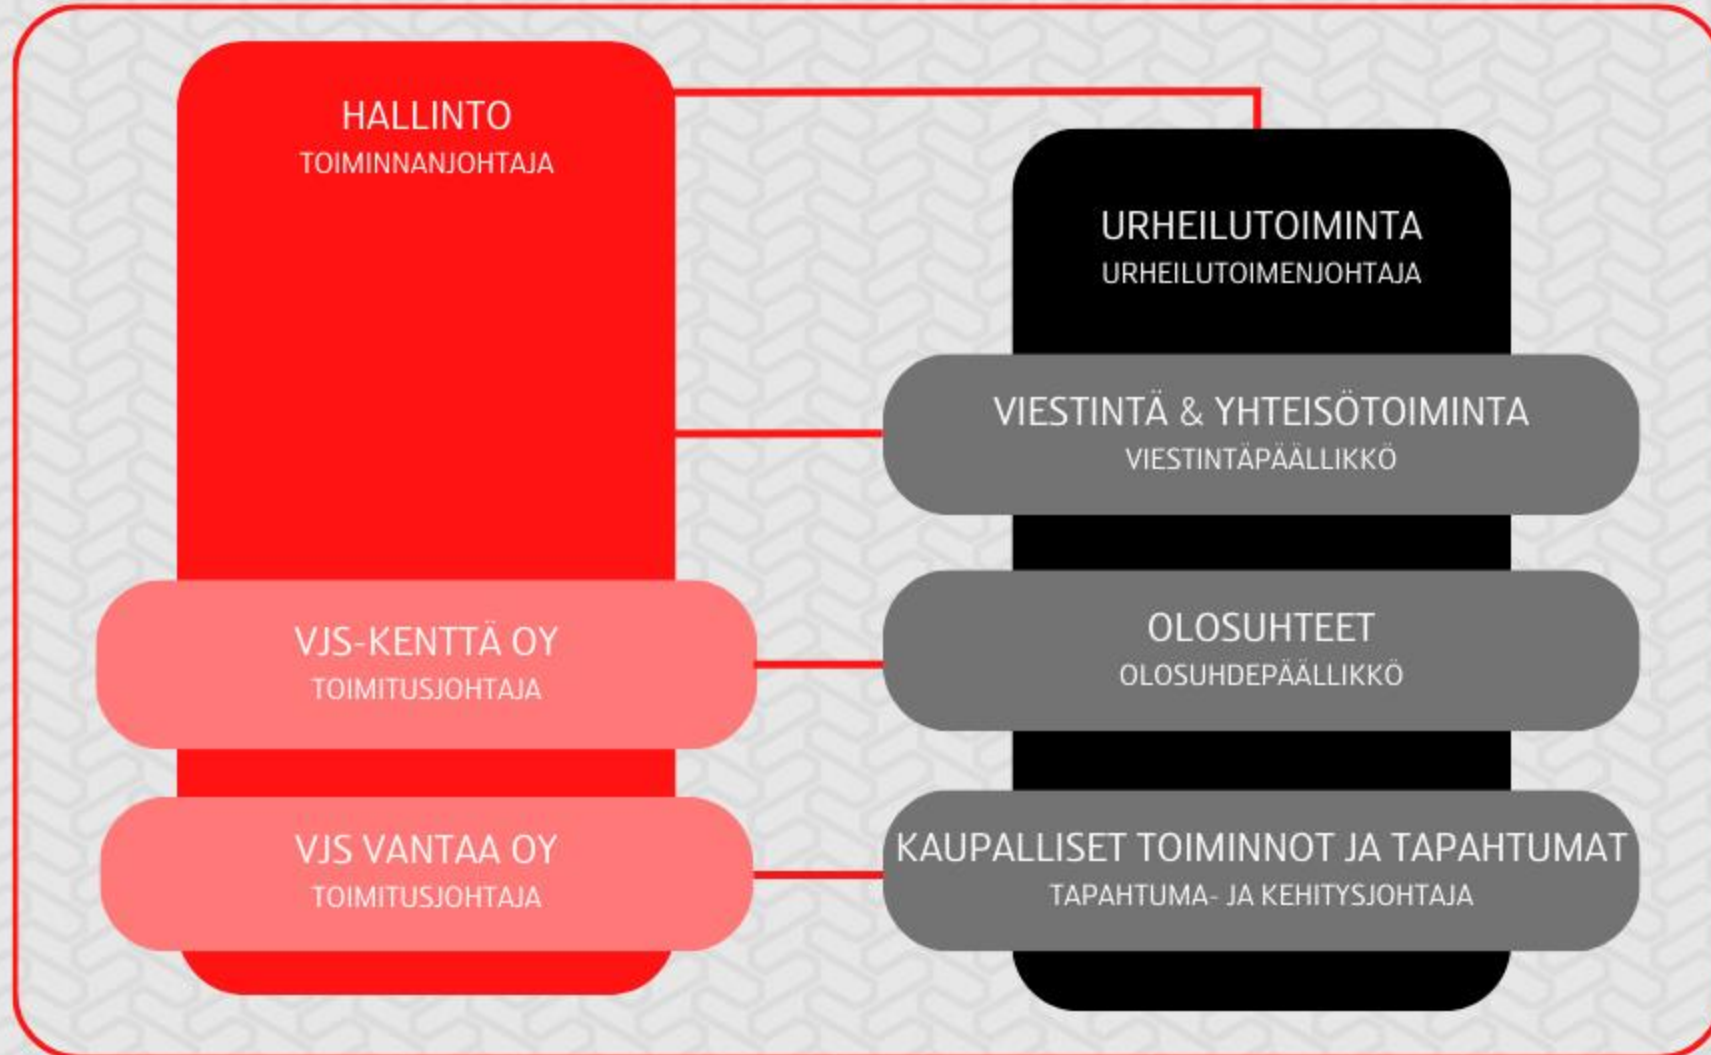 HALLINTO
TOIMINNANJOHTAJA
URHEILUTOIMINTA
URHEILUTOIMENJOHTAJA
VIESTINTÄ & YHTEISÖTOIMINTA
VIESTINTÄPÄÄLLIKKÖ
VJS-KENTTÄ OY
TOIMITUSJOHTAJA
OLOSUHTEET
OLOSUHDEPÄÄLLIKKÖ
VJS VANTAA OY
TOIMITUSJOHTAJA
KAUPALLISET TOIMINNOT JA TAPAHTUMAT
TAPAHTUMA- JA KEHITYSJOHTAJA